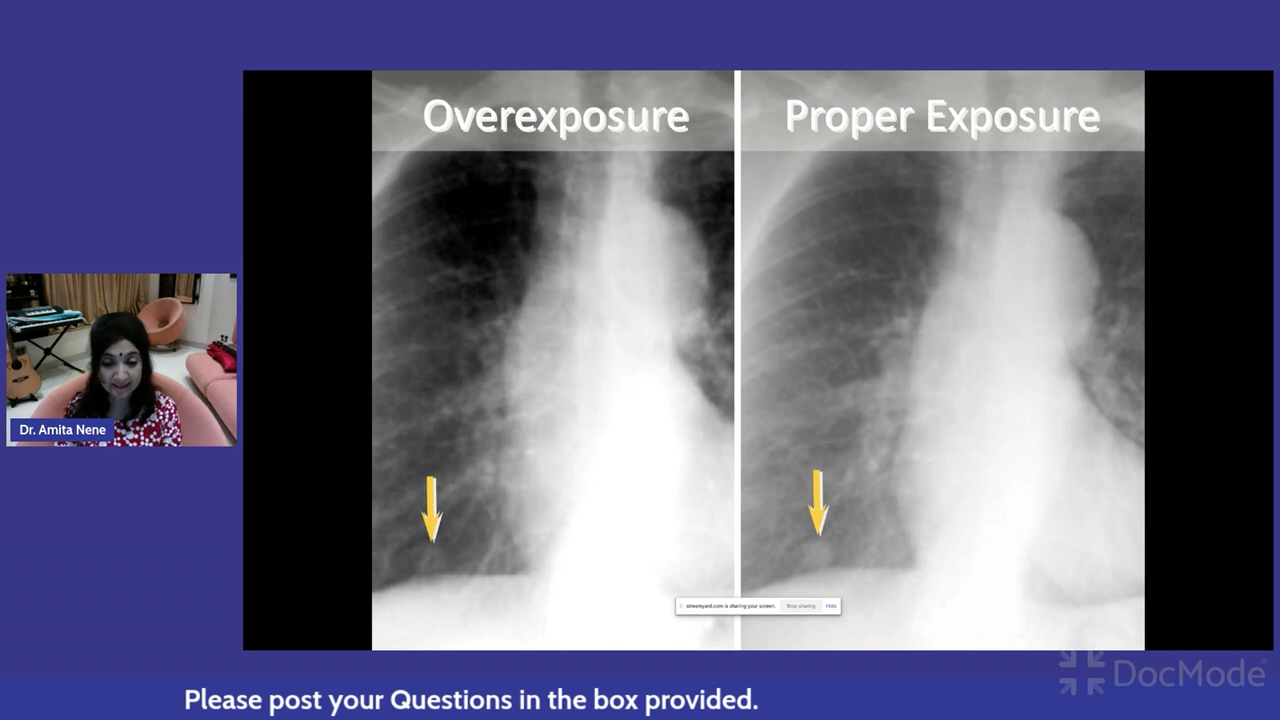 Overexposure
Proper Exposure
Dr. Amita Nene
streamyard.com is sharing your screen.
Stop sharing
Hide
DocMode
Please post your Questions in the box provided.